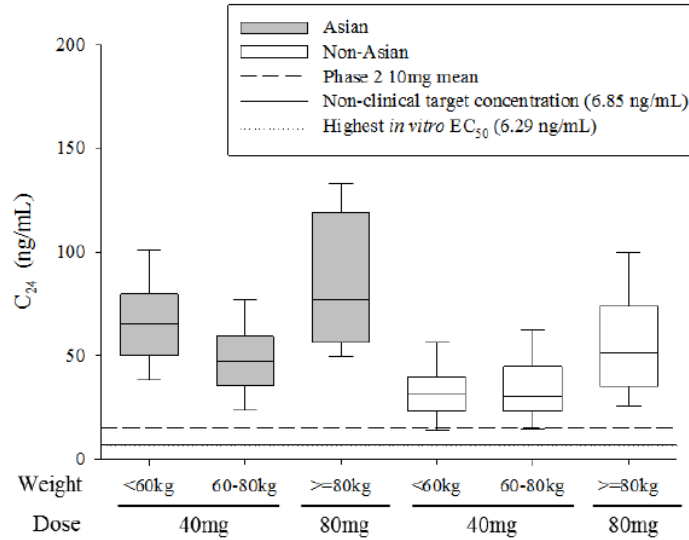 Asian
Non-Asian
Phase 2 10mg mean
Non-clinical target concentration (6.85 ng/mL)
Highest in vitro EC50 (6.29 ng/mL)
200
150
100
50
0
C24 (ng/mL)
Weight <60kg 60-80kg >=80kg <60kg 60-80kg >=80kg
Dose 40mg 80mg 40mg 80mg